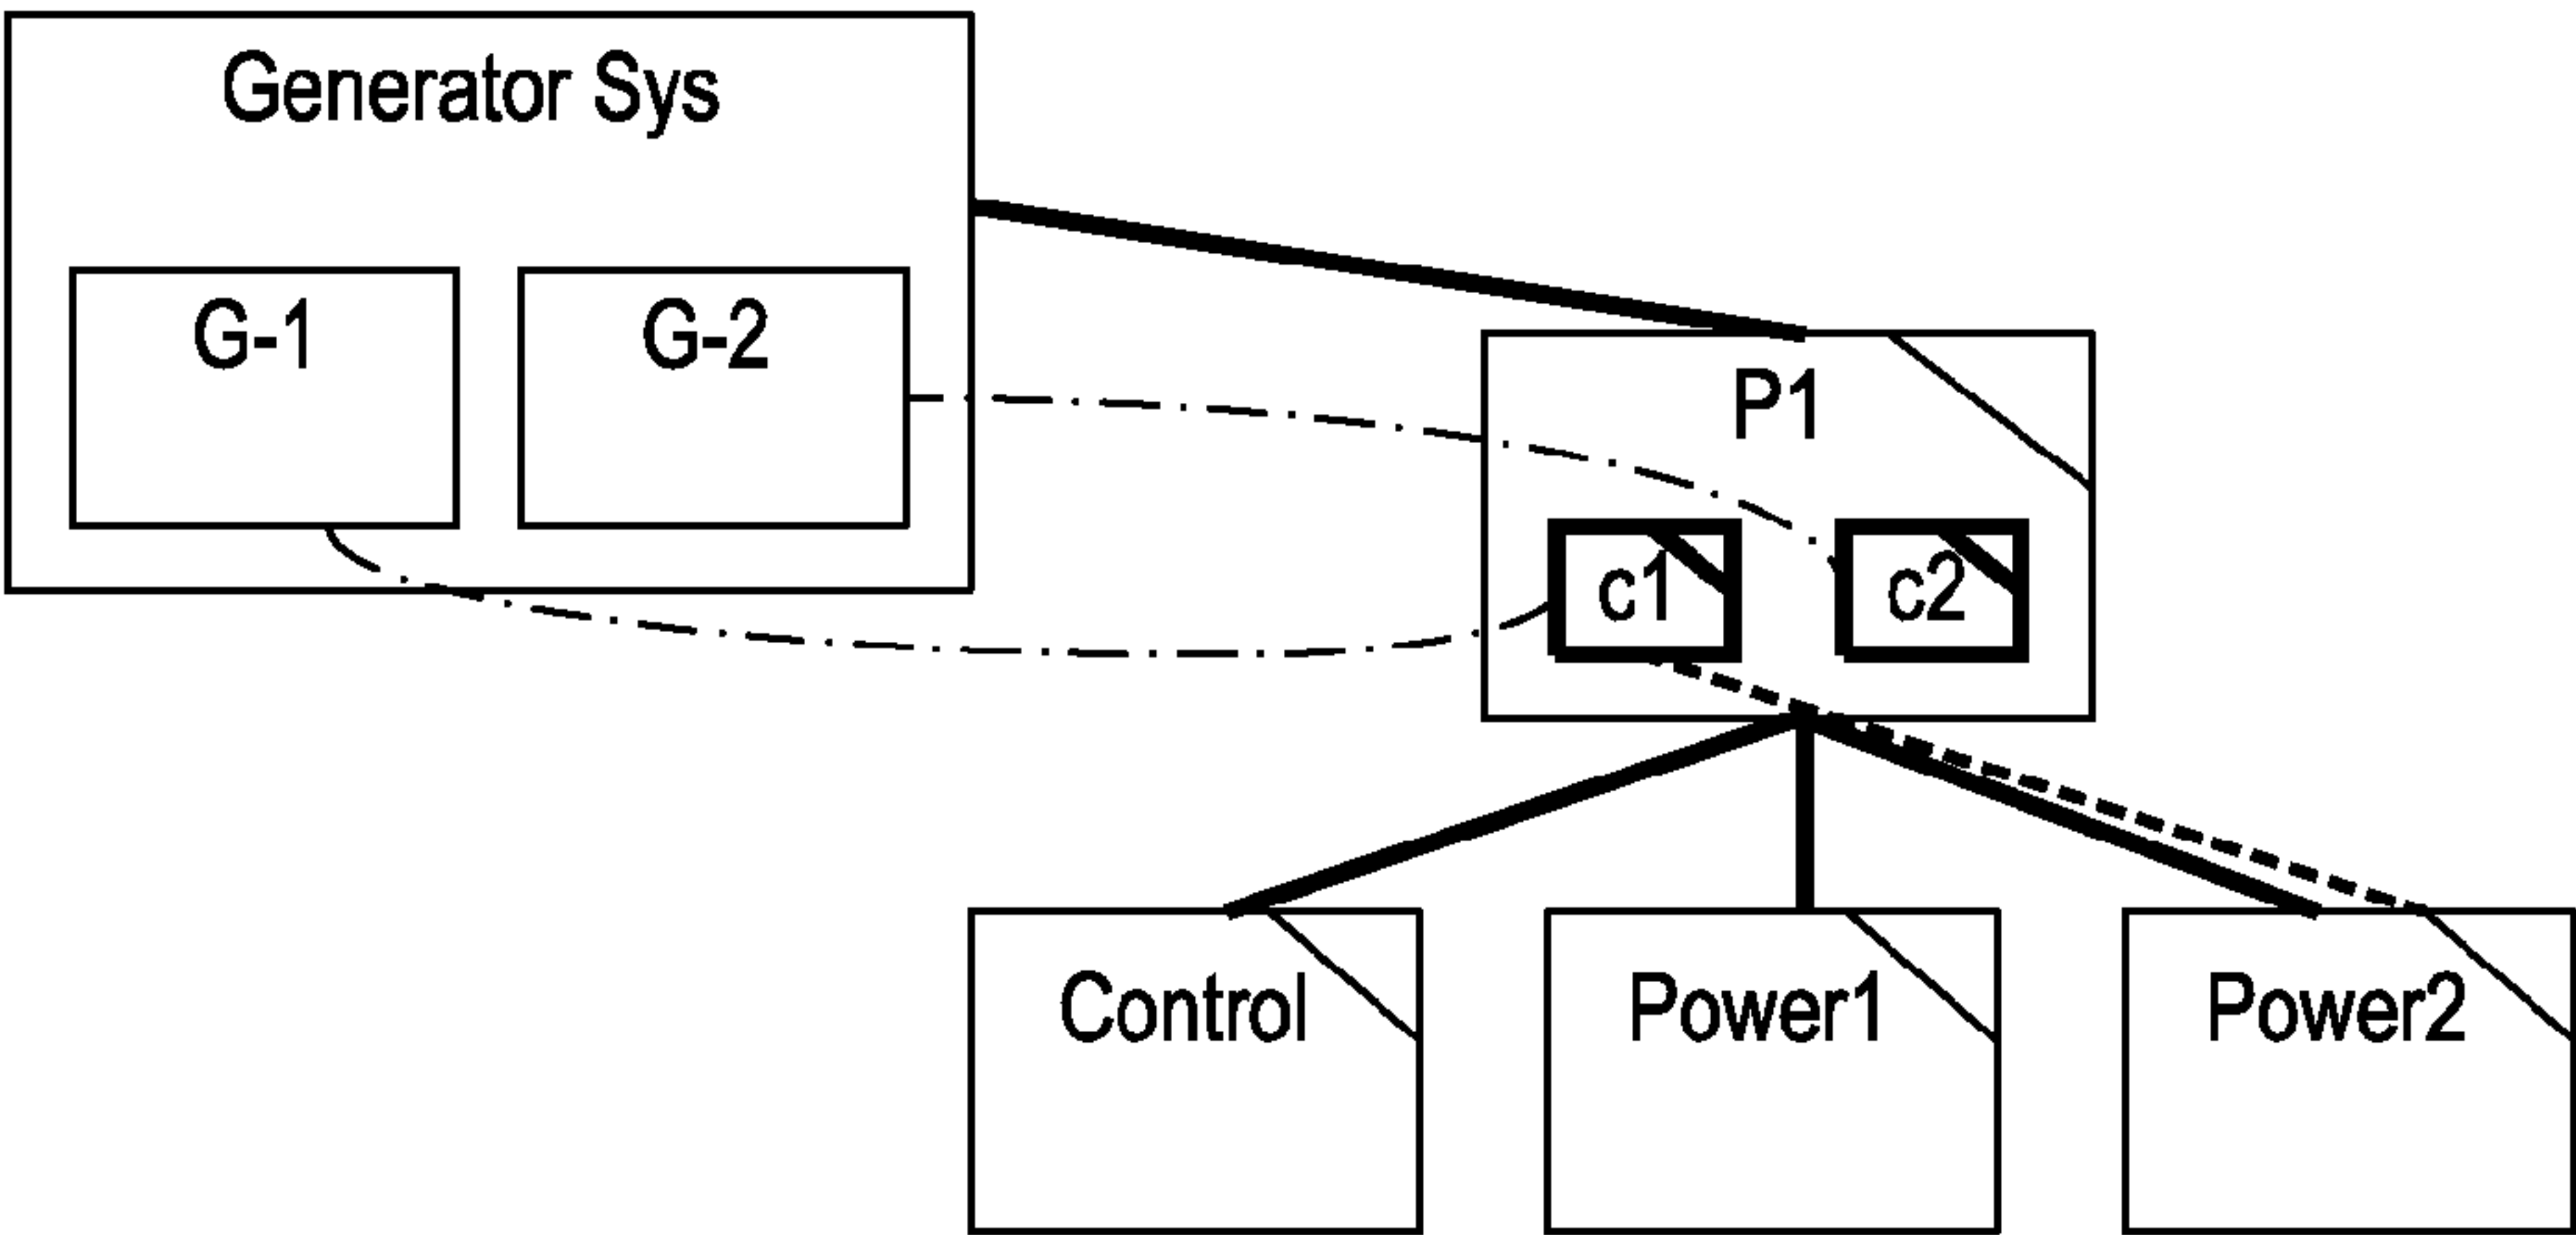 Generator Sys
G-1
G-2
P1
c1
c2
Control
Power1
Power2